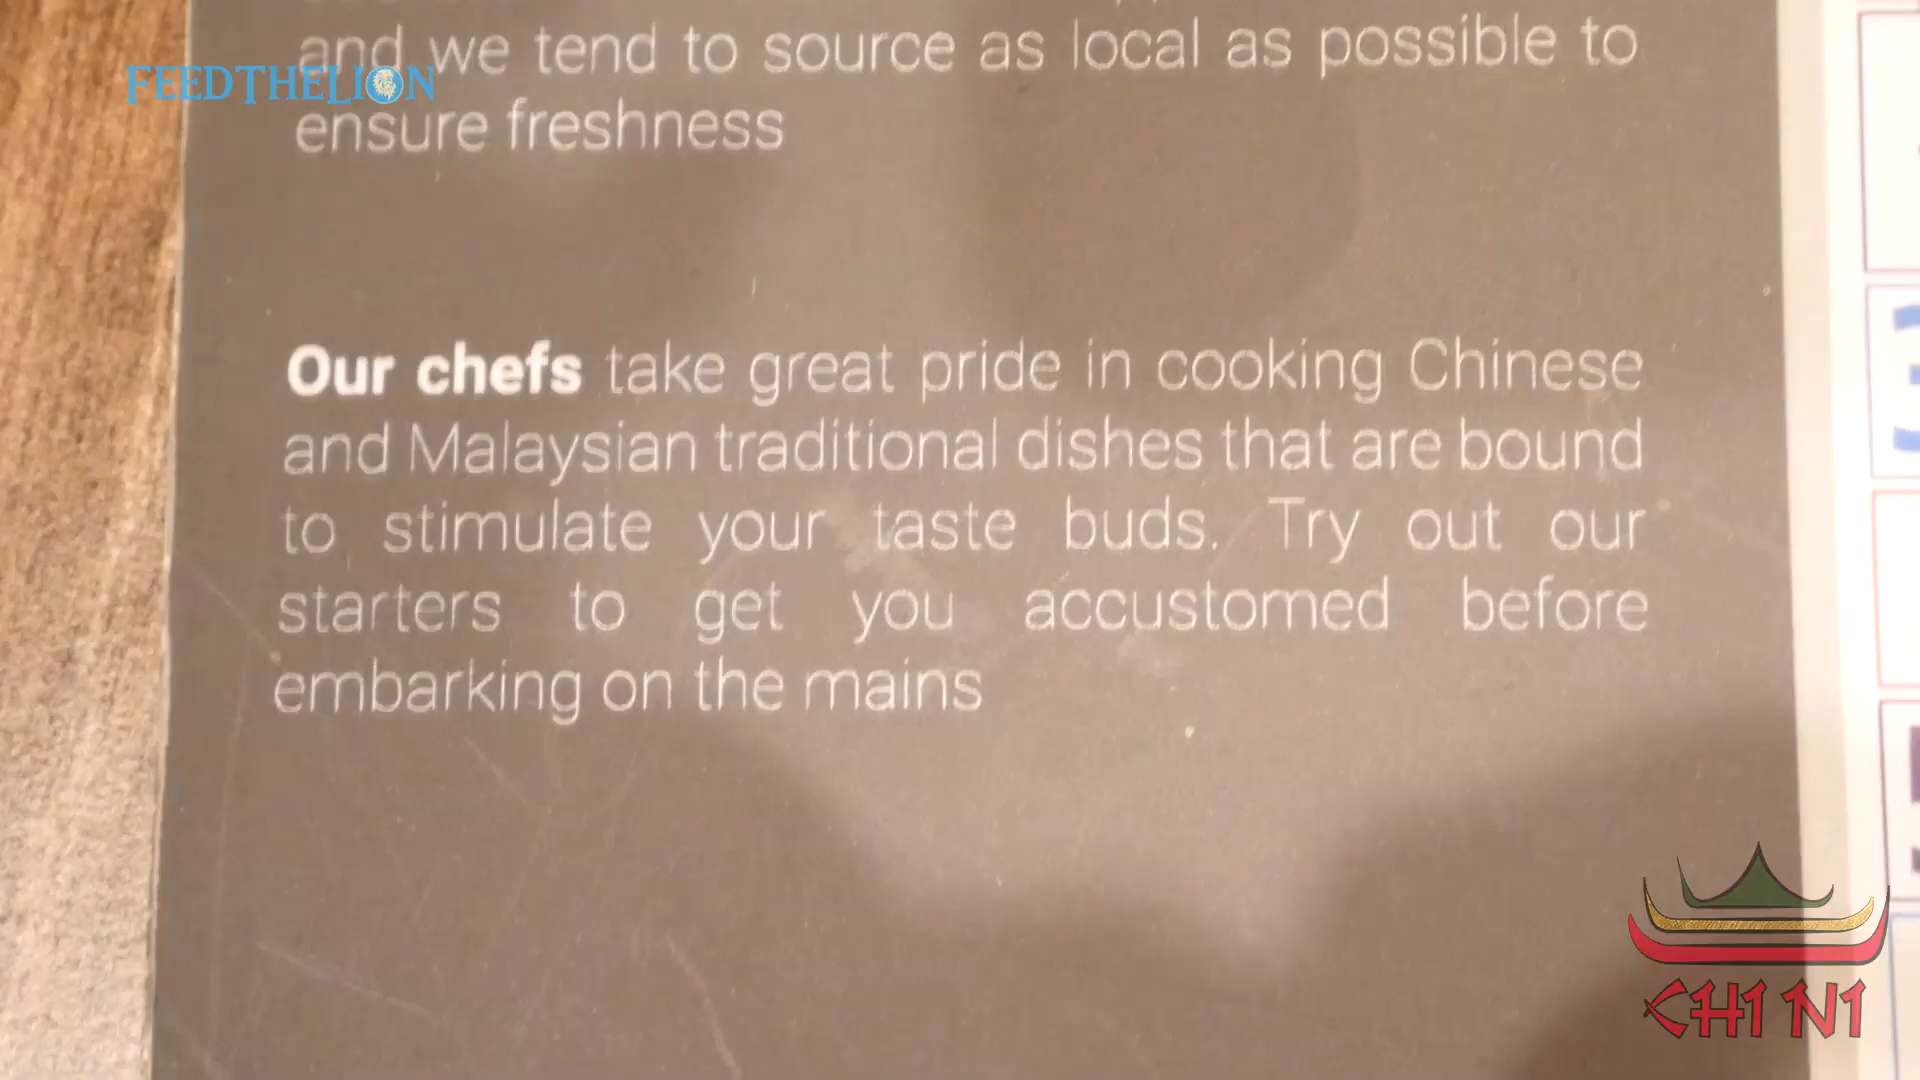 and we tend to source as local as possible to
FEEDTHELION
ensure freshness
Our chefs take great pride in cooking Chinese
and Malaysian traditional dishes that are bound
to stimulate your taste buds. Try out our
starters to get you accustomed before
embarking on the mains
CHI NI